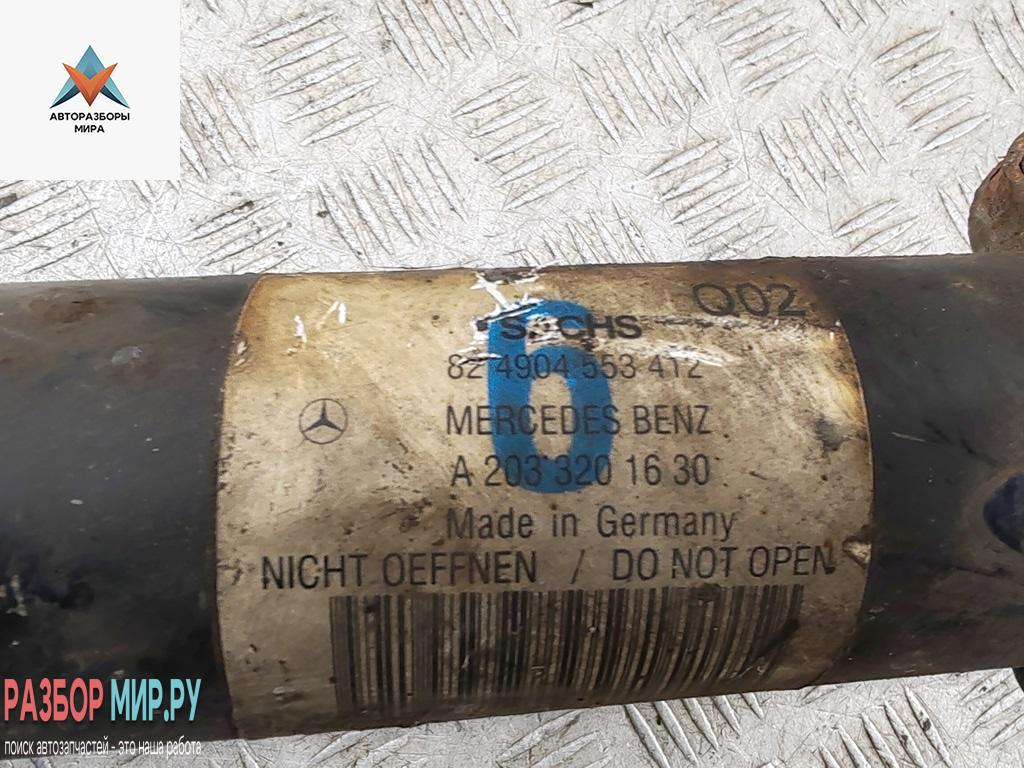 АВТОРАЗБОРЫ
МИРА
Q02
SACHS
82 4904 553 412
6
MERCEDES BENZ
A 203 320 16 30
Made in Germany
NICHT OEFFNEN / DO NOT OPEN
РАЗБОР МИР.РУ
поиск автозапчастей - это наша работа